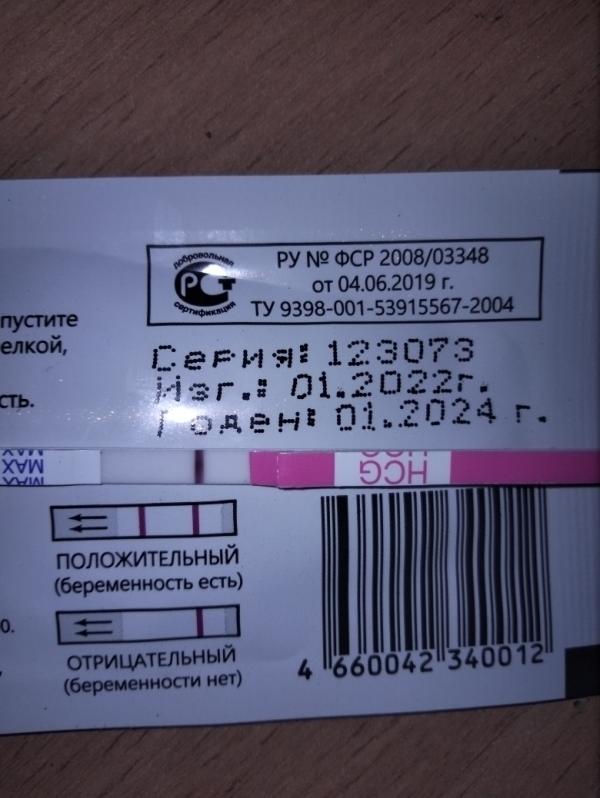 добровольная
РСТ
сертификация
РУ № ФСР 2008/03348
от 04.06.2019 г.
ТУ 9398-001-53915567-2004
пустите
елкой,
сть.
Серия: 123073
Изг.: 01.2022г.
Годен: 01.2024 г.
MAX
MAX
HCG
HCG
ПОЛОЖИТЕЛЬНЫЙ
(беременность есть)
о.
ОТРИЦАТЕЛЬНЫЙ
(беременности нет)
4 660042 340012